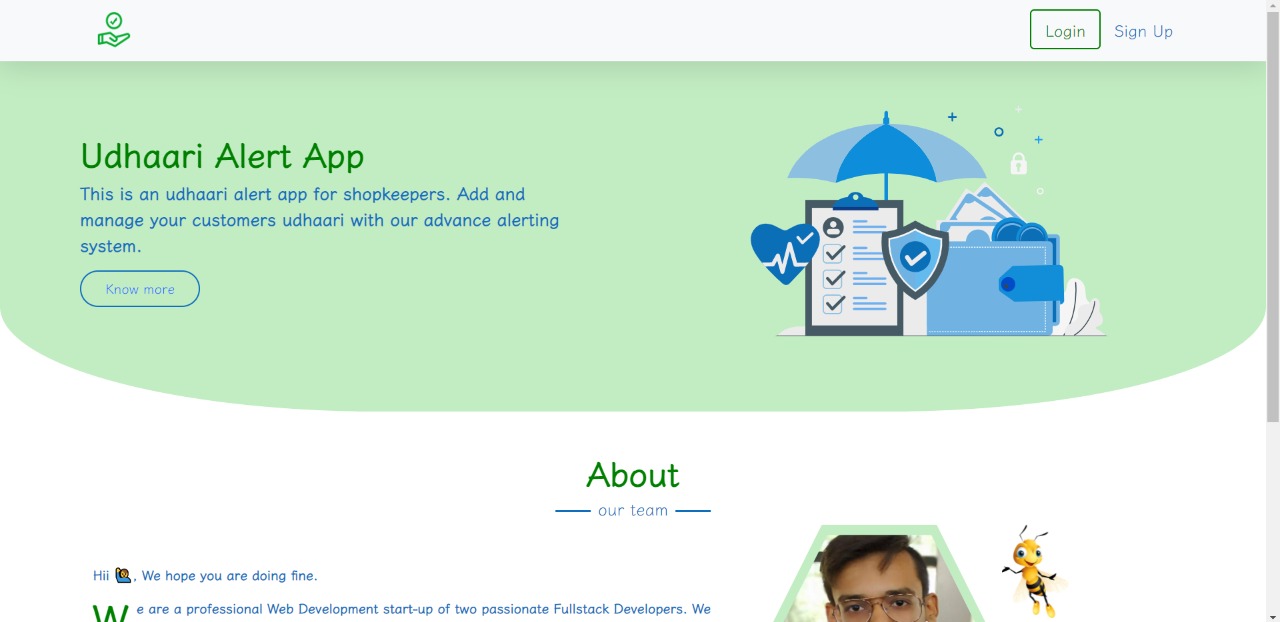 Login Sign Up
Udhaari Alert App
This is an udhaari alert app for shopkeepers. Add and
manage your customers udhaari with our advance alerting
system.
Know more
About
our team
Hii 🙋, We hope you are doing fine.
We are a professional Web Development start-up of two passionate Fullstack Developers. We